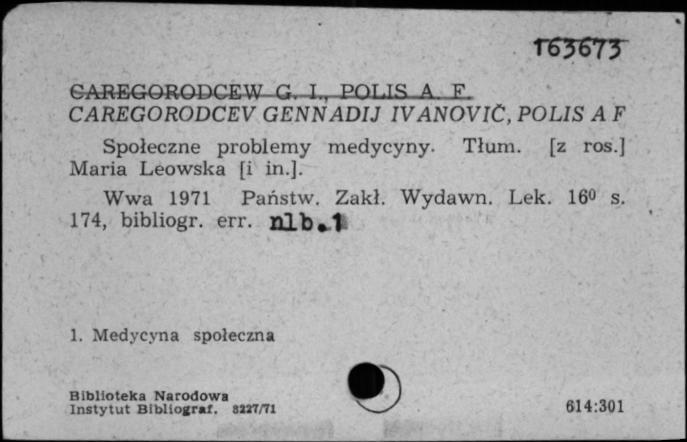 163673
CAREGORODCEW G. I., POLIS A. F.
CAREGORODCEV GENNADIJ IVANOVIČ, POLIS A F
Społeczne problemy medycyny. Tłum. [z ros.]
Maria Leowska [i in.].
Wwa 1971 Państw. Zakł. Wydawn. Lek. 16⁰ s.
174, bibliogr. err. nlb.1
1. Medycyna społeczna
Biblioteka Narodowa
Instytut Bibliograf. 8227/71
614:301